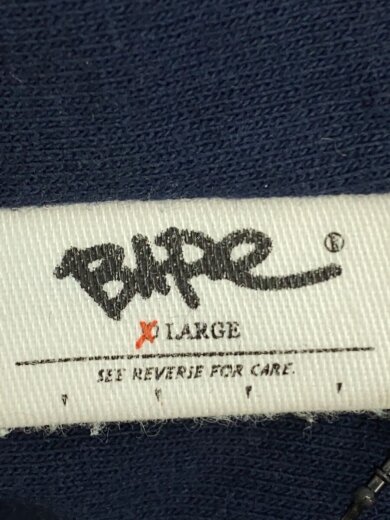 BAPE ®
X LARGE
SEE REVERSE FOR CARE.